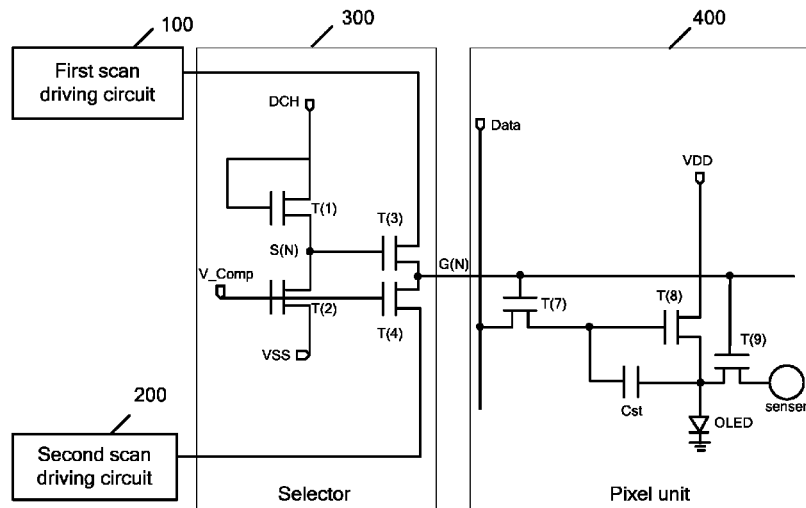 100
300
400
First scan
driving circuit
DCH
Data
VDD
T(1)
T(3)
S(N)
G(N)
V_Comp
T(2)
T(4)
T(7)
T(8)
T(9)
VSS
Cst
OLED
senser
200
Second scan
driving circuit
Selector
Pixel unit